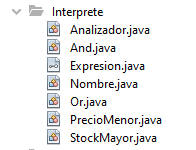 Interprete
Analizador.java
And.java
Expresion.java
Nombre.java
Or.java
PrecioMenor.java
StockMayor.java